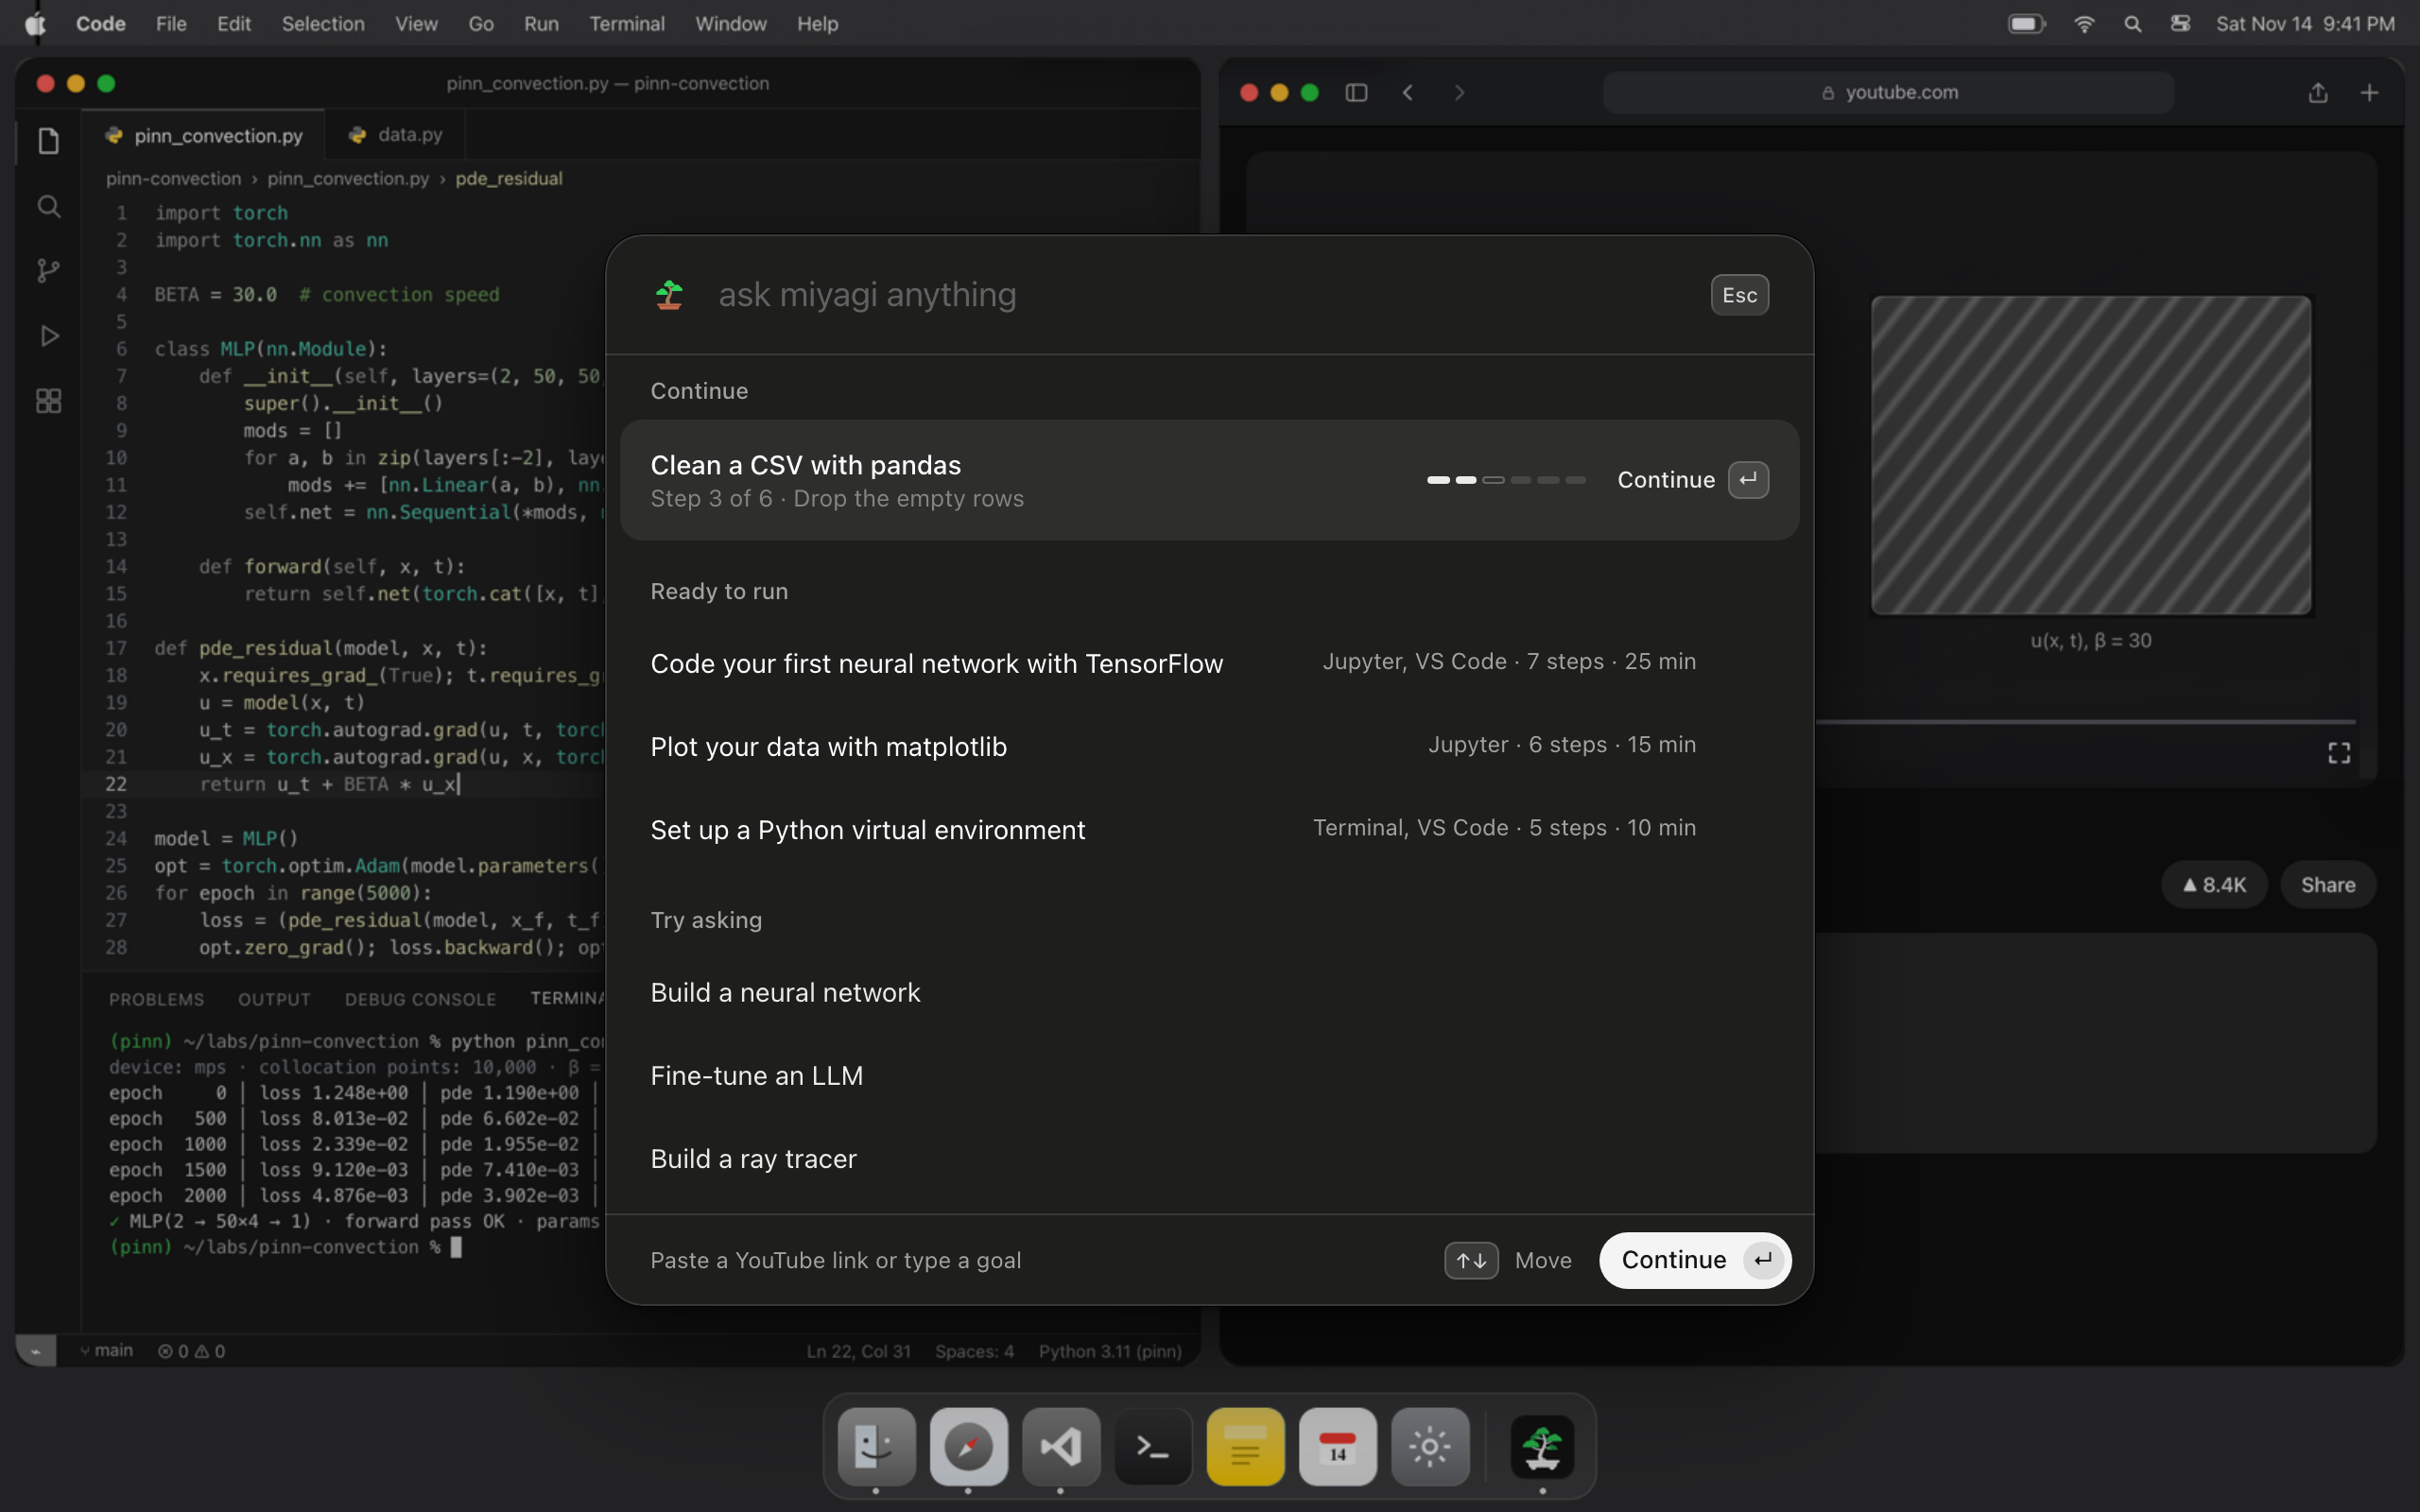 Code File Edit Selection View Go Run Terminal Window Help
Sat Nov 14 9:41 PM
pinn_convection.py — pinn-convection
pinn_convection.py
data.py
pinn-convection › pinn_convection.py › pde_residual
1 import torch
2 import torch.nn as nn
3
4 BETA = 30.0  # convection speed
5
6 class MLP(nn.Module):
7     def __init__(self, layers=(2, 50, 50
8         super().__init__()
9         mods = []
10         for a, b in zip(layers[:-2], lay
11             mods += [nn.Linear(a, b), nn.
12         self.net = nn.Sequential(*mods,
13
14     def forward(self, x, t):
15         return self.net(torch.cat([x, t]
16
17 def pde_residual(model, x, t):
18     x.requires_grad_(True); t.requires_g
19     u = model(x, t)
20     u_t = torch.autograd.grad(u, t, torc
21     u_x = torch.autograd.grad(u, x, torc
22     return u_t + BETA * u_x
23
24 model = MLP()
25 opt = torch.optim.Adam(model.parameters(
26 for epoch in range(5000):
27     loss = (pde_residual(model, x_f, t_f
28     opt.zero_grad(); loss.backward(); op
PROBLEMS OUTPUT DEBUG CONSOLE TERMINA
(pinn) ~/labs/pinn-convection % python pinn_co
device: mps · collocation points: 10,000 · β =
epoch     0 │ loss 1.248e+00 │ pde 1.190e+00 │
epoch   500 │ loss 8.013e-02 │ pde 6.602e-02 │
epoch  1000 │ loss 2.339e-02 │ pde 1.955e-02 │
epoch  1500 │ loss 9.120e-03 │ pde 7.410e-03 │
epoch  2000 │ loss 4.876e-03 │ pde 3.902e-03 │
✓ MLP(2 → 50×4 → 1) · forward pass OK · params
(pinn) ~/labs/pinn-convection %
main 0 0
Ln 22, Col 31 Spaces: 4 Python 3.11 (pinn)
youtube.com
u(x, t), β = 30
▲ 8.4K Share
ask miyagi anything
Esc
Continue
Clean a CSV with pandas
Step 3 of 6 · Drop the empty rows
Continue ↵
Ready to run
Code your first neural network with TensorFlow
Jupyter, VS Code · 7 steps · 25 min
Plot your data with matplotlib
Jupyter · 6 steps · 15 min
Set up a Python virtual environment
Terminal, VS Code · 5 steps · 10 min
Try asking
Build a neural network
Fine-tune an LLM
Build a ray tracer
Paste a YouTube link or type a goal
↑↓ Move
Continue ↵
14